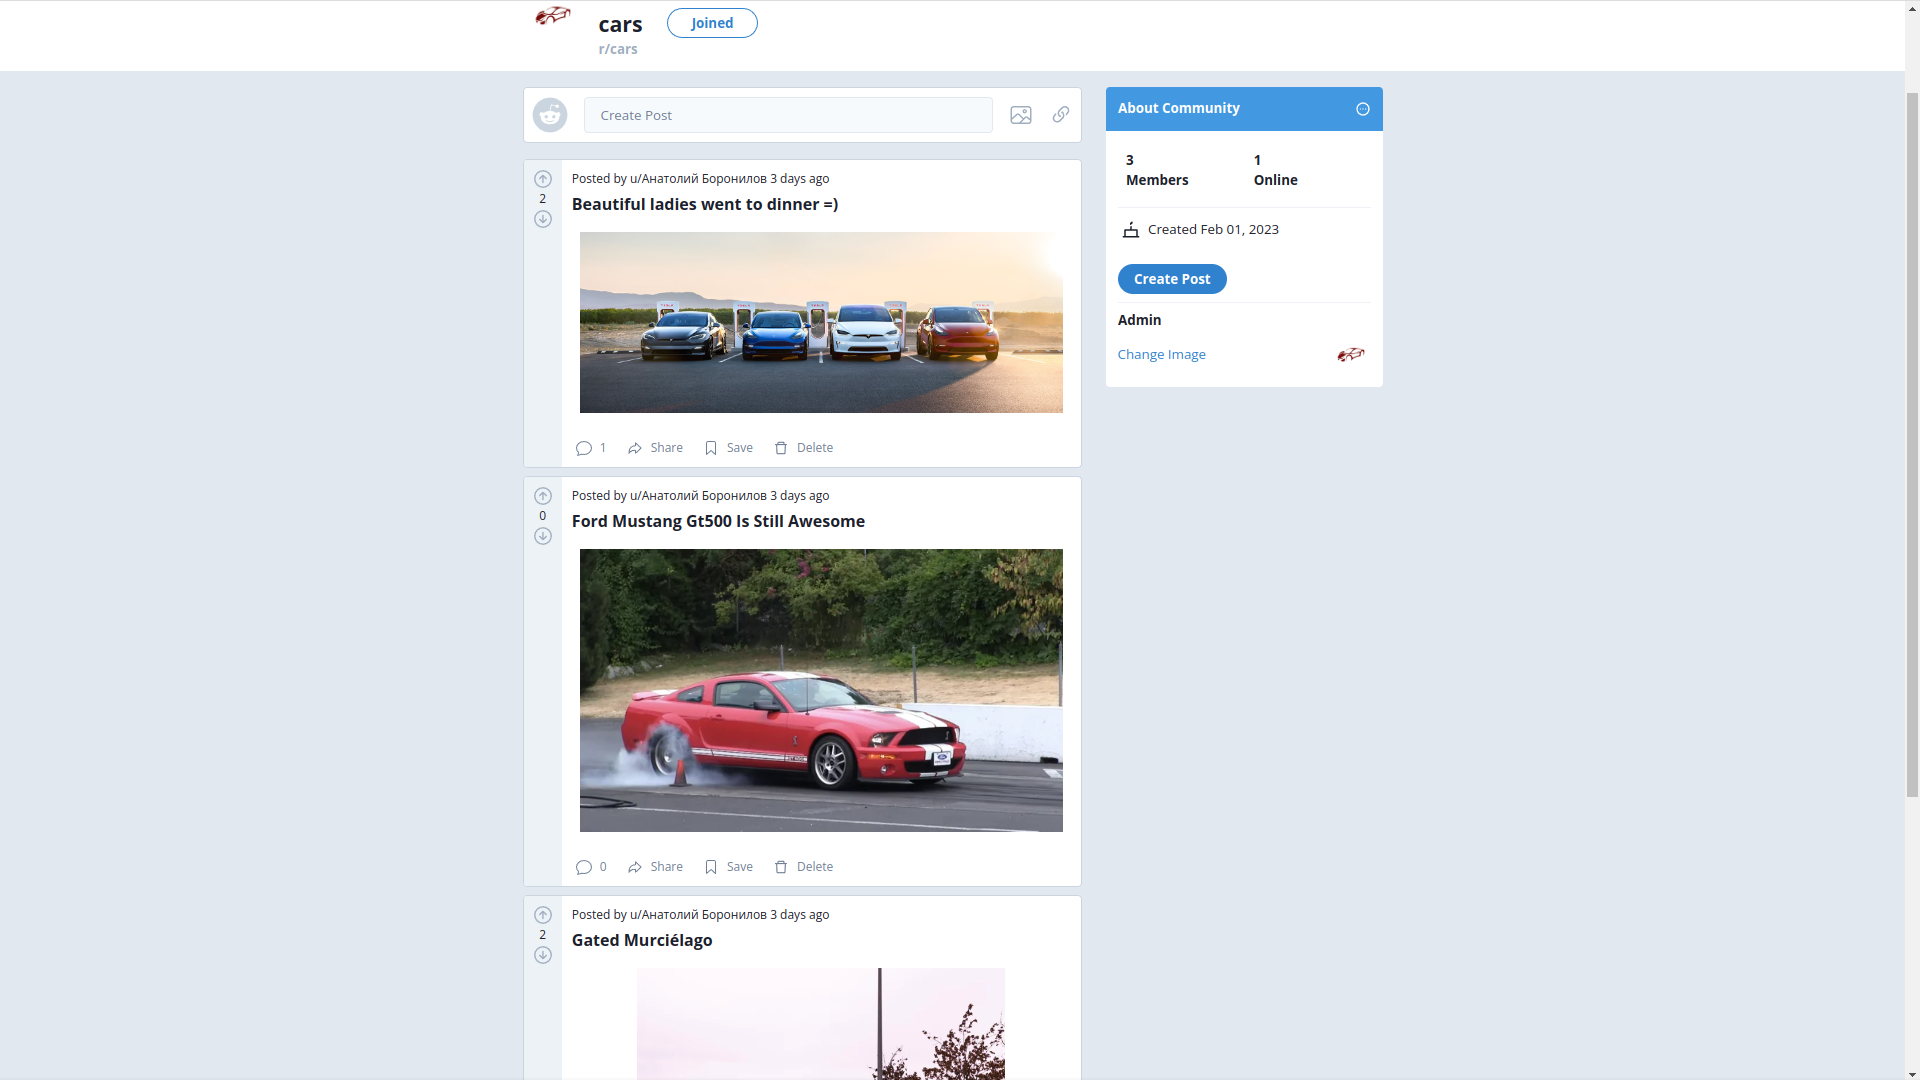 cars
Joined
r/cars
Create Post
About Community
3
Members
1
Online
Created Feb 01, 2023
Create Post
Admin
Change Image
Posted by u/Анатолий Боронилов 3 days ago
2
Beautiful ladies went to dinner =)
1
Share
Save
Delete
Posted by u/Анатолий Боронилов 3 days ago
0
Ford Mustang Gt500 Is Still Awesome
0
Share
Save
Delete
Posted by u/Анатолий Боронилов 3 days ago
2
Gated Murciélago